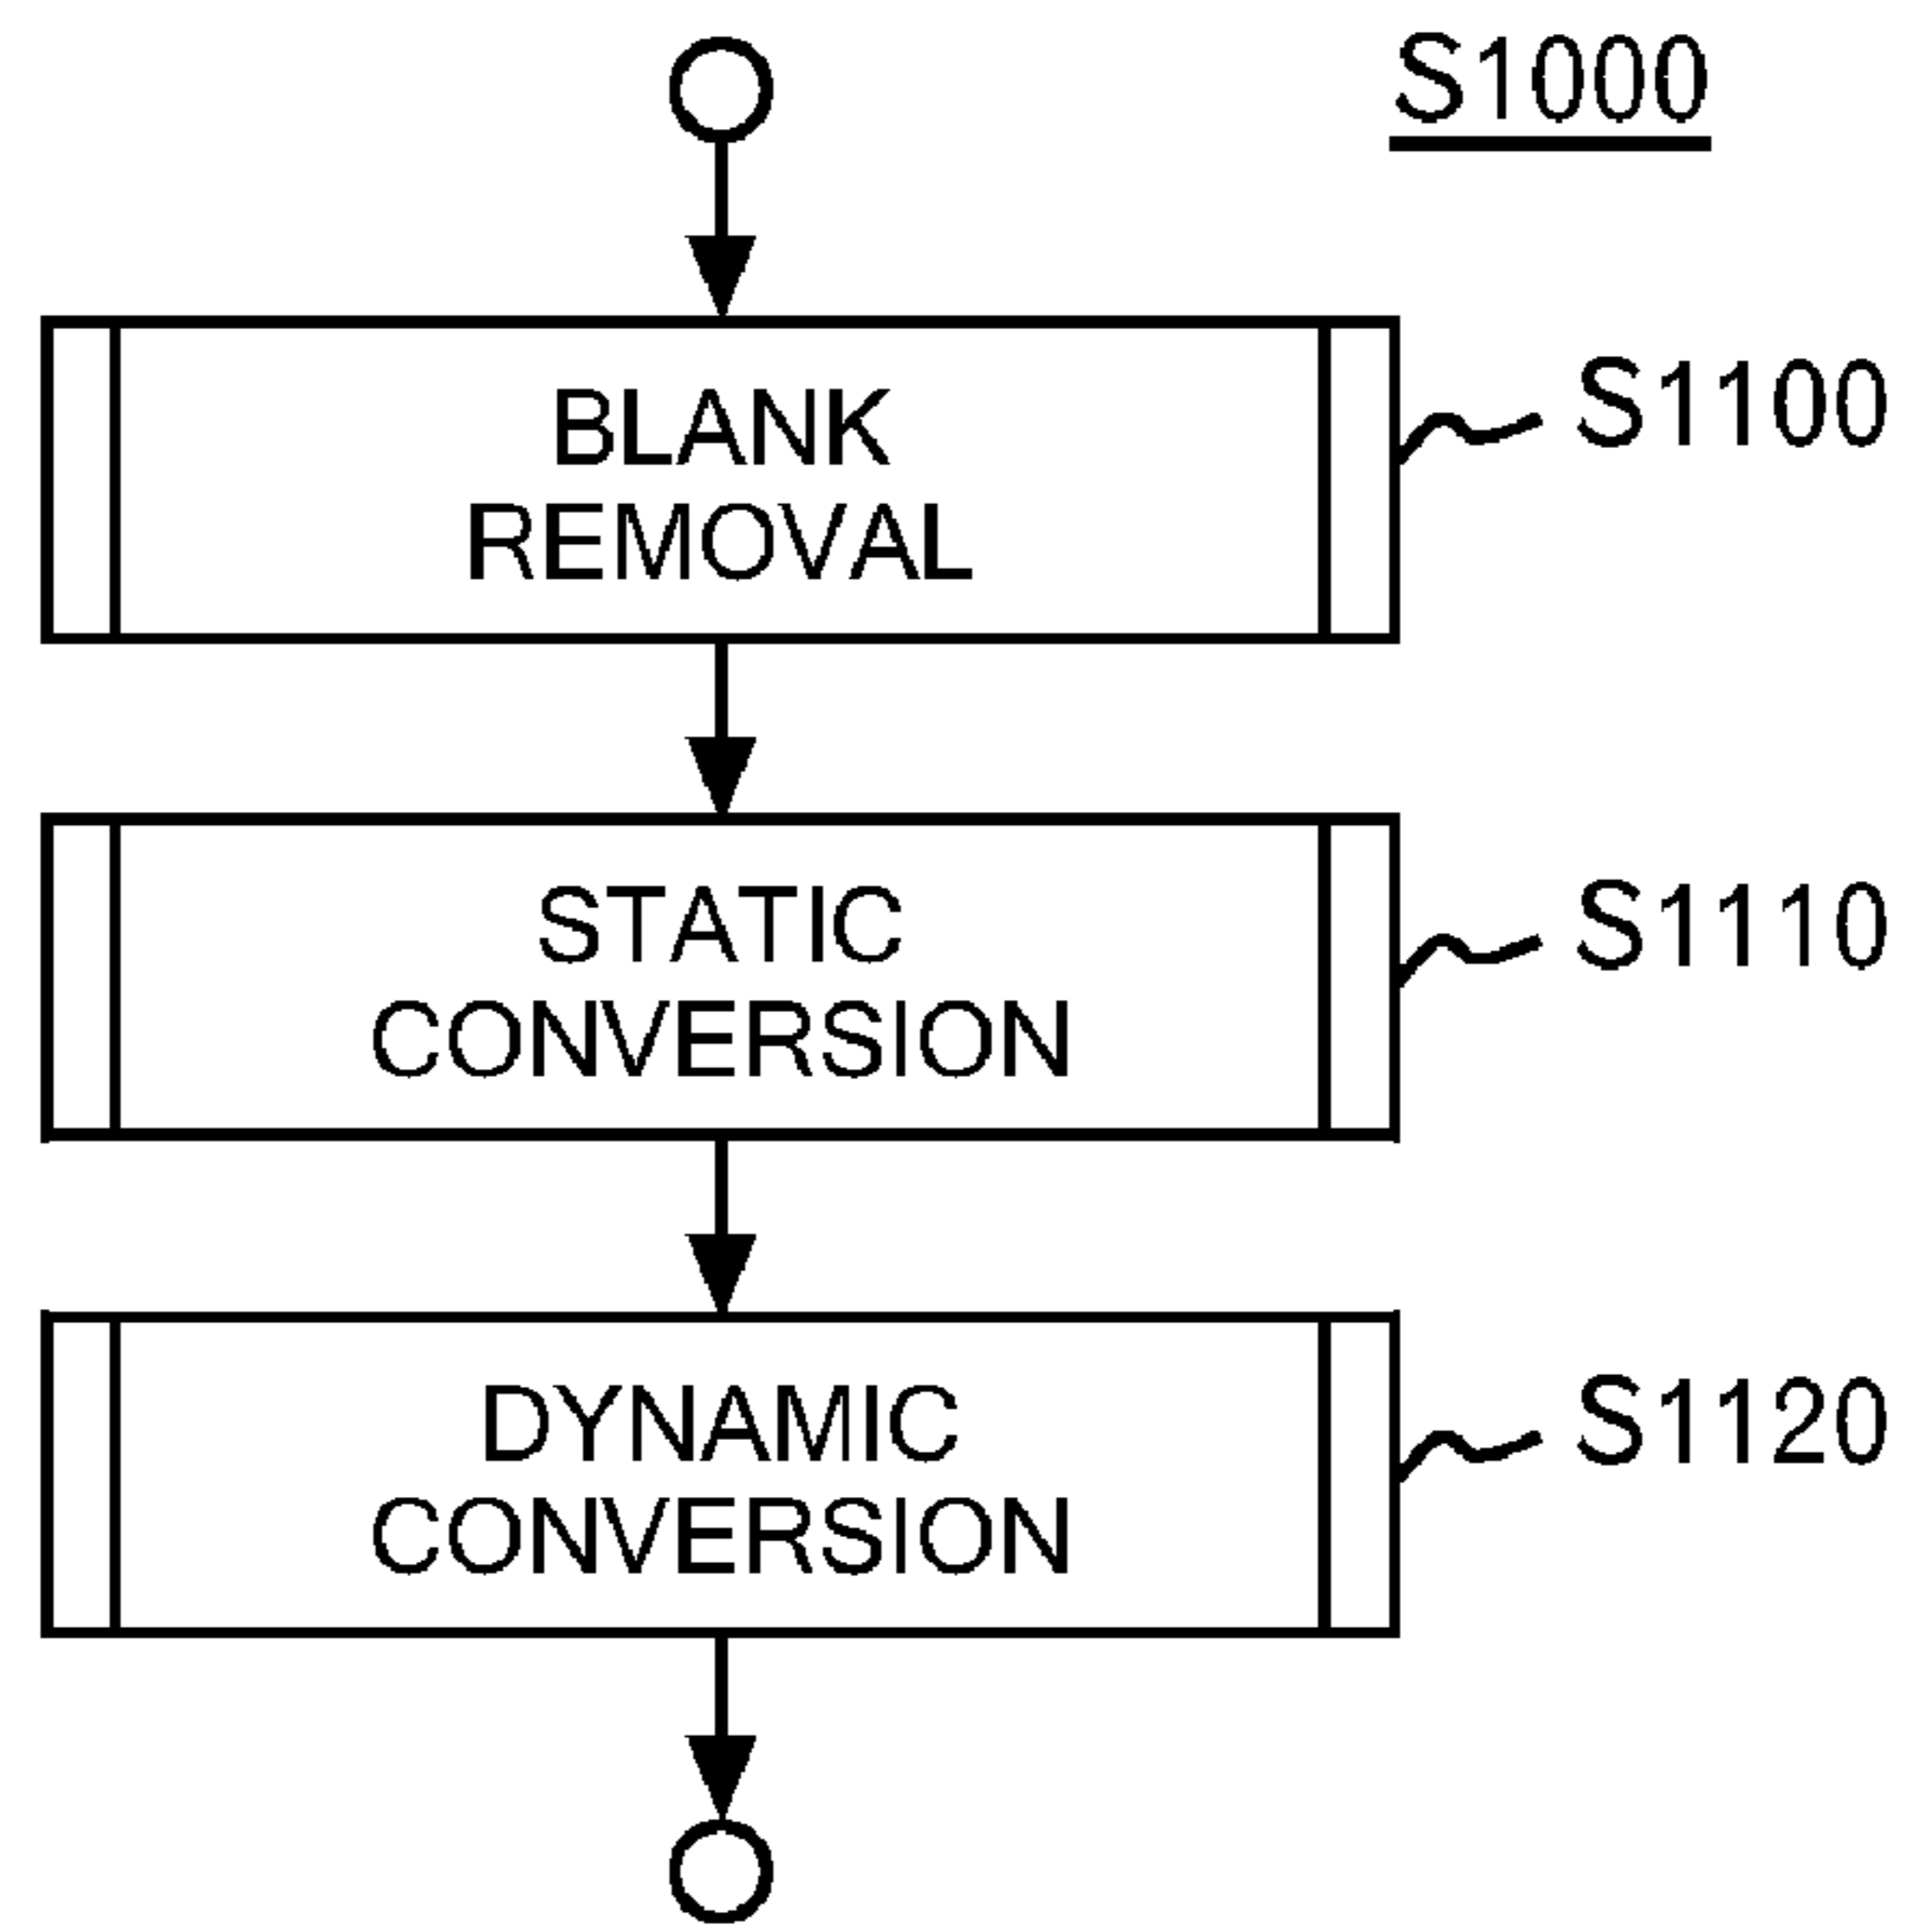 S1000
BLANK
REMOVAL
S1100
STATIC
CONVERSION
S1110
DYNAMIC
CONVERSION
S1120